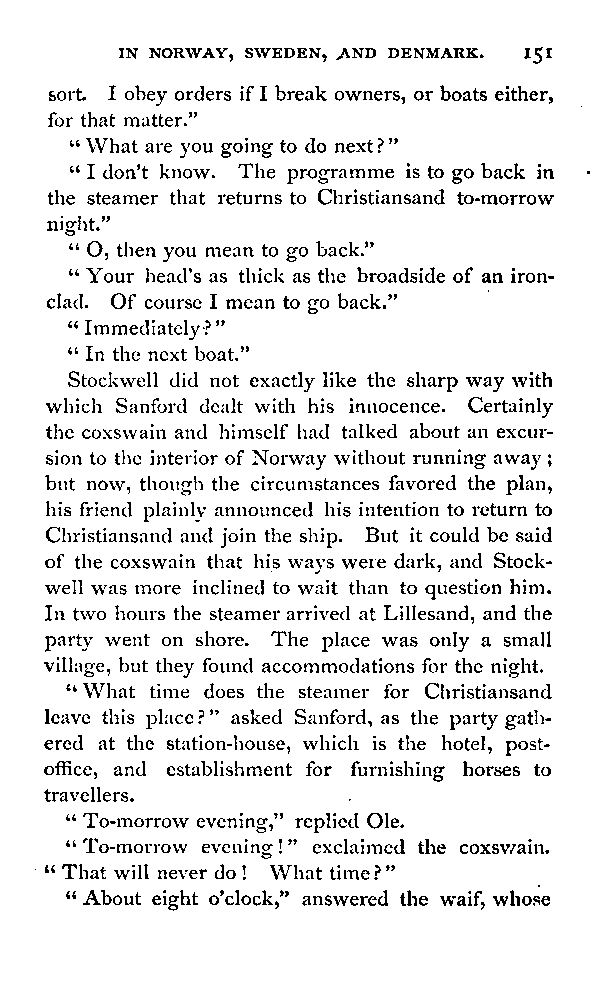 IN NORWAY, SWEDEN, AND DENMARK. 151
sort. I obey orders if I break owners, or boats either,
for that matter.”
“ What are you going to do next?”
“ I don’t know. The programme is to go back in
the steamer that returns to Christiansand to-morrow
night.”
“ O, then you mean to go back.”
“ Your head’s as thick as the broadside of an iron-
clad. Of course I mean to go back.”
“ Immediately?”
“ In the next boat.”
Stockwell did not exactly like the sharp way with
which Sanford dealt with his innocence. Certainly
the coxswain and himself had talked about an excur-
sion to the interior of Norway without running away;
but now, though the circumstances favored the plan,
his friend plainly announced his intention to return to
Christiansand and join the ship. But it could be said
of the coxswain that his ways were dark, and Stock-
well was more inclined to wait than to question him.
In two hours the steamer arrived at Lillesand, and the
party went on shore. The place was only a small
village, but they found accommodations for the night.
“ What time does the steamer for Christiansand
leave this place?” asked Sanford, as the party gath-
ered at the station-house, which is the hotel, post-
office, and establishment for furnishing horses to
travellers.
“ To-morrow evening,” replied Ole.
“ To-morrow evening!” exclaimed the coxswain.
“ That will never do! What time?”
“ About eight o’clock,” answered the waif, whose